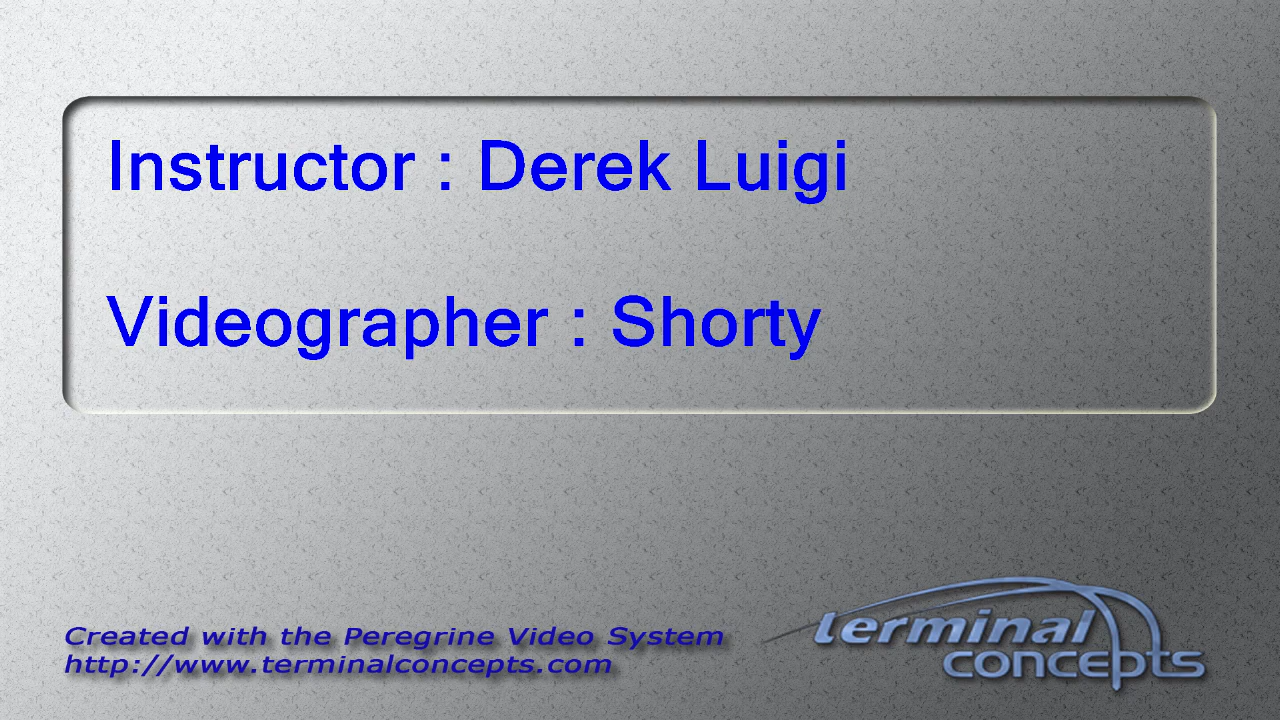 Instructor : Derek Luigi
Videographer : Shorty
Created with the Peregrine Video System
http://www.terminalconcepts.com
terminal
concepts